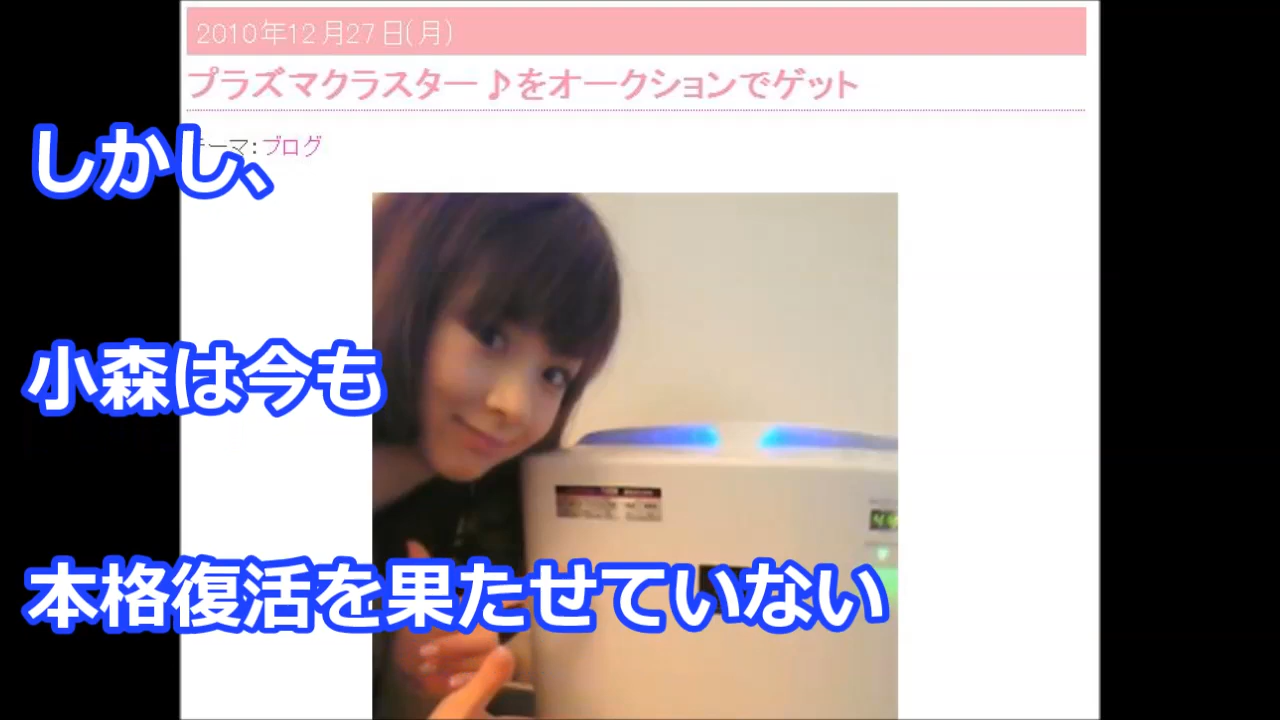 2010年12月27日(月)
プラズマクラスター♪をオークションでゲット
テーマ:ブログ
しかし、
小森は今も
本格復活を果たせていない